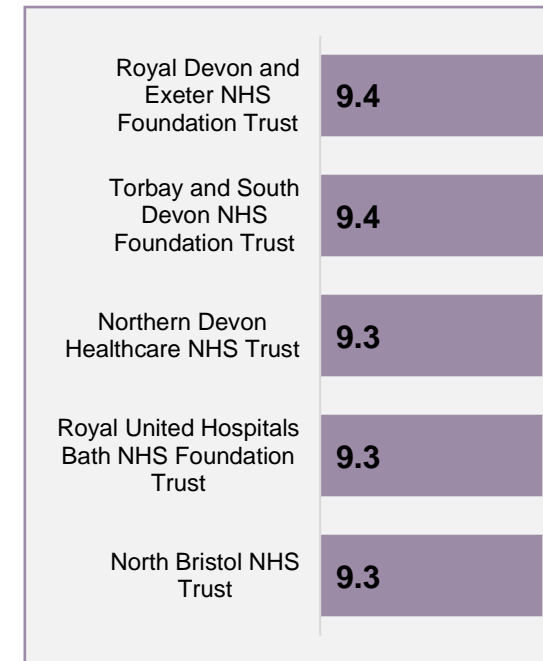 Royal Devon and
Exeter NHS
Foundation Trust
9.4
Torbay and South
Devon NHS
Foundation Trust
9.4
Northern Devon
Healthcare NHS Trust
9.3
Royal United Hospitals
Bath NHS Foundation
Trust
9.3
North Bristol NHS
Trust
9.3